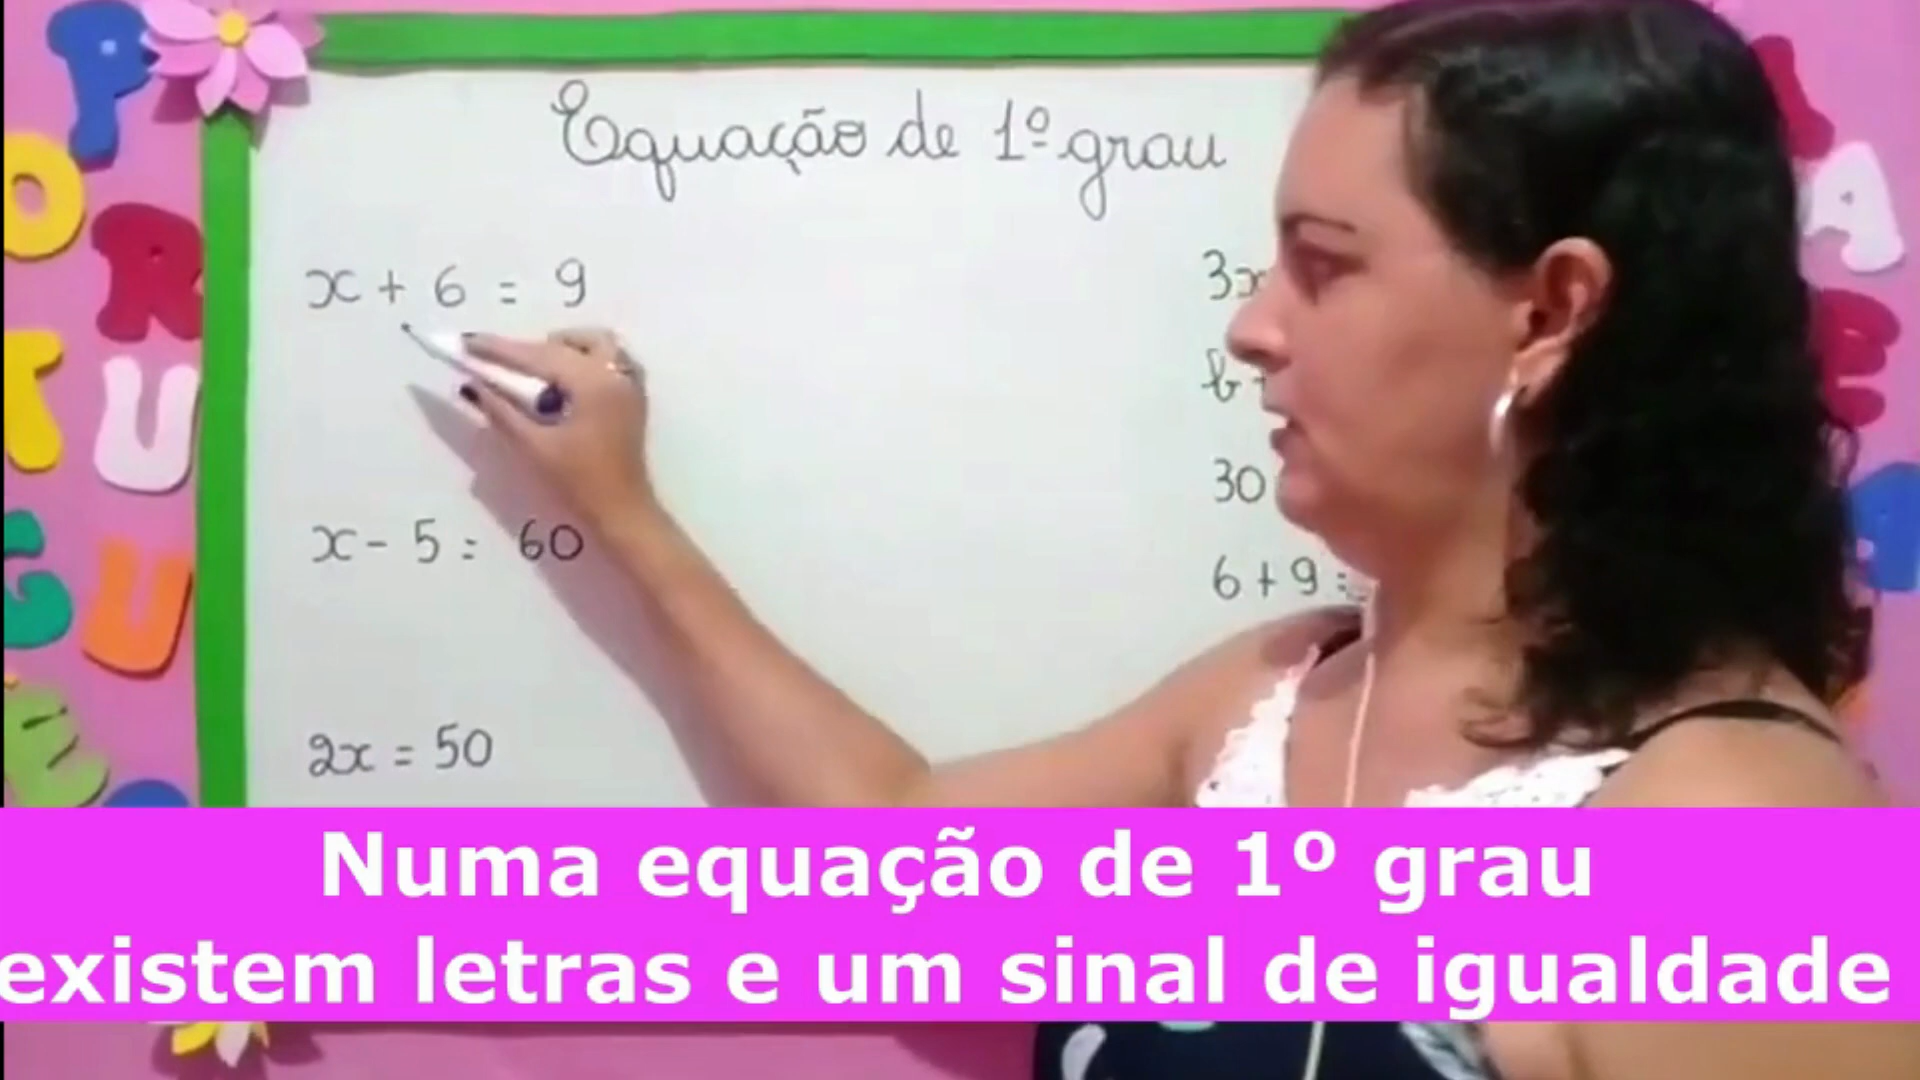 Equação de 1º grau
x + 6 = 9
x - 5 = 60
2x = 50
3x
b +
30
6 + 9 =
P
O R
T U
G U
Ê
A
Numa equação de 1º grau
existem letras e um sinal de igualdade